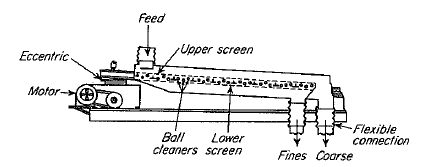 Feed
Upper screen
Eccentric
Motor
Ball
cleaners
Lower
screen
Flexible
connection
Fines
Coarse